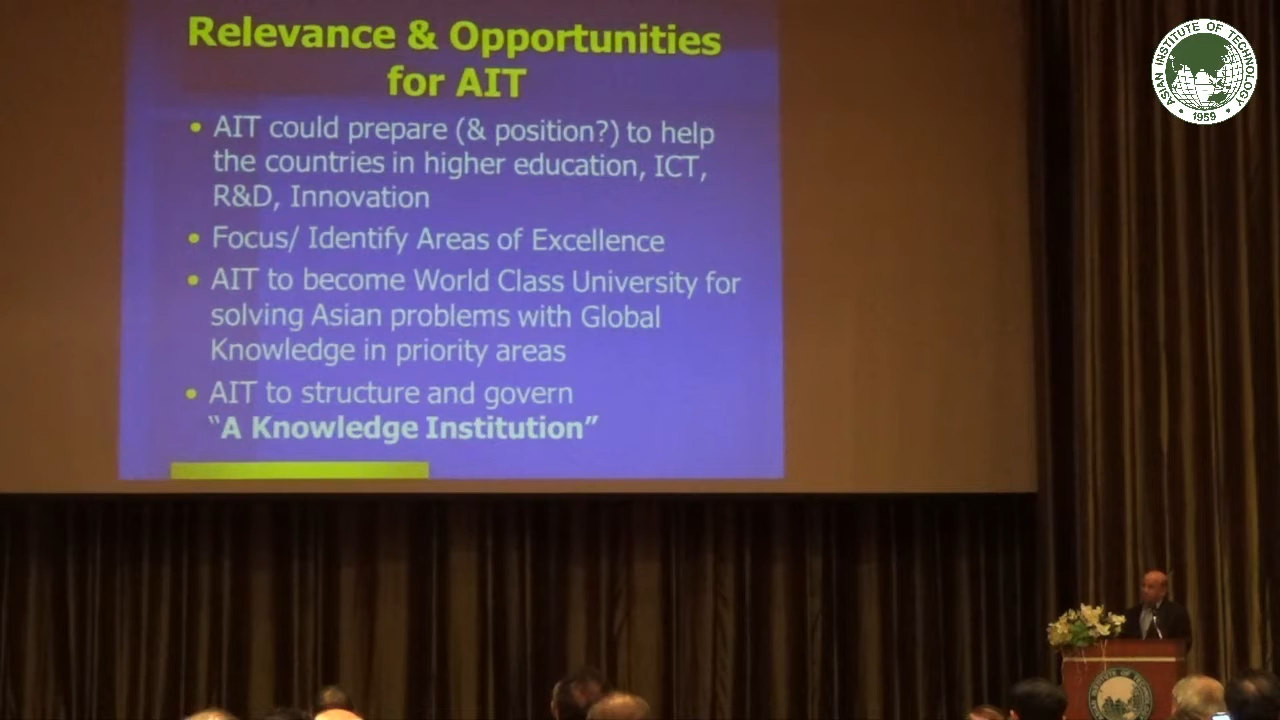 Relevance & Opportunities
for AIT
• AIT could prepare (& position?) to help
the countries in higher education, ICT,
R&D, Innovation
• Focus/ Identify Areas of Excellence
• AIT to become World Class University for
solving Asian problems with Global
Knowledge in priority areas
• AIT to structure and govern
“A Knowledge Institution”
ASIAN INSTITUTE OF TECHNOLOGY
• 1959 •
INSTITUTE OF